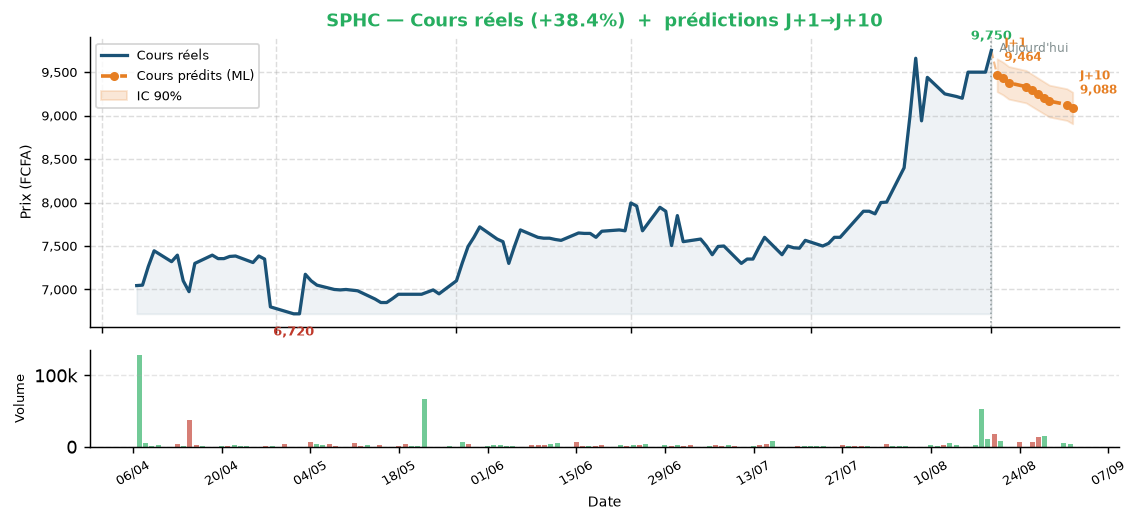 SPHC — Cours réels (+38.4%)  +  prédictions J+1→J+10
Cours réels
Cours prédits (ML)
IC 90%
9,750
Aujourd'hui
J+1
9,464
J+10
9,088
6,720
Prix (FCFA)
9,500
9,000
8,500
8,000
7,500
7,000
Volume
100k
0
06/04
20/04
04/05
18/05
01/06
15/06
29/06
13/07
27/07
10/08
24/08
07/09
Date